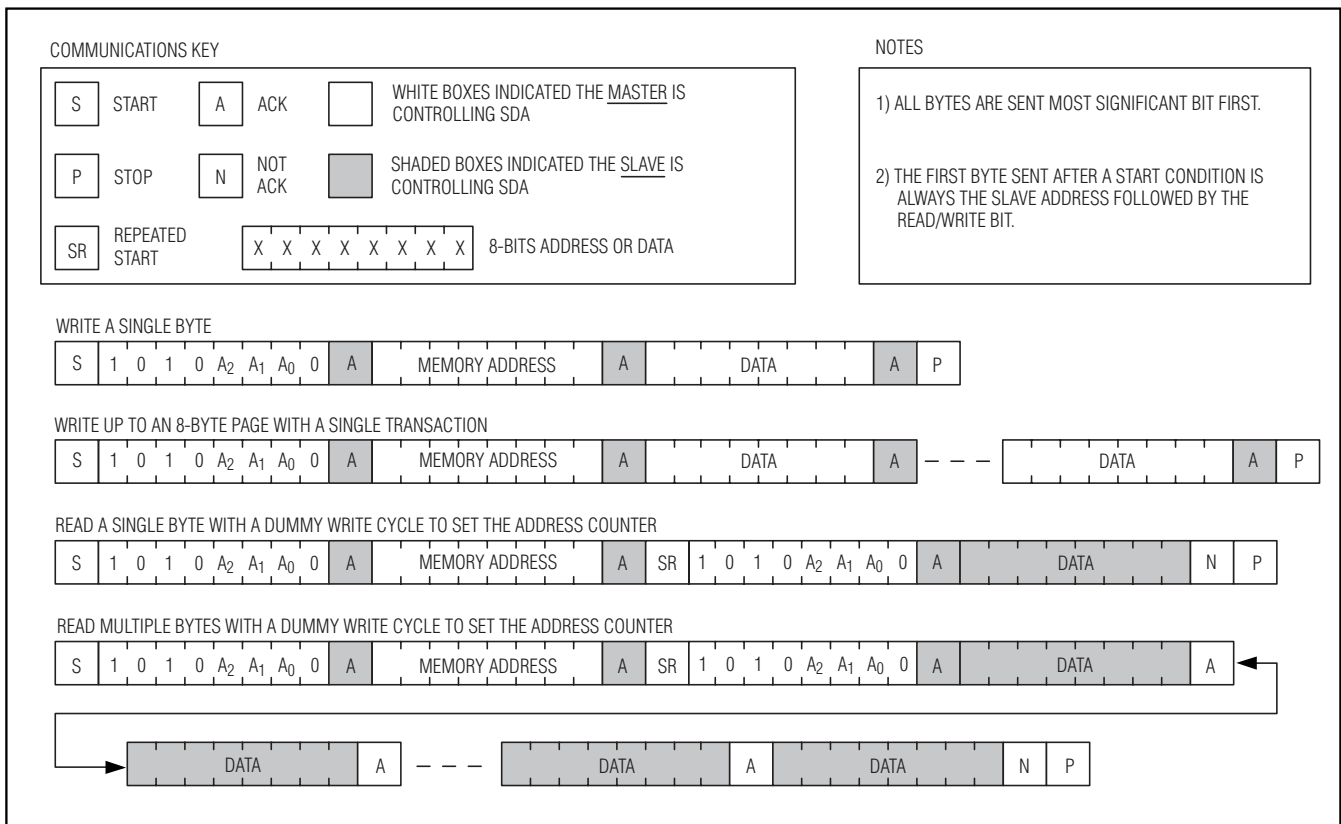 COMMUNICATIONS KEY
S START A ACK WHITE BOXES INDICATED THE MASTER IS
CONTROLLING SDA
P STOP N NOT
ACK SHADED BOXES INDICATED THE SLAVE IS
CONTROLLING SDA
SR REPEATED
START X X X X X X X X 8-BITS ADDRESS OR DATA
NOTES
1) ALL BYTES ARE SENT MOST SIGNIFICANT BIT FIRST.
2) THE FIRST BYTE SENT AFTER A START CONDITION IS
ALWAYS THE SLAVE ADDRESS FOLLOWED BY THE
READ/WRITE BIT.
WRITE A SINGLE BYTE
S 1 0 1 0 A2 A1 A0 0 A MEMORY ADDRESS A DATA A P
WRITE UP TO AN 8-BYTE PAGE WITH A SINGLE TRANSACTION
S 1 0 1 0 A2 A1 A0 0 A MEMORY ADDRESS A DATA A DATA A P
READ A SINGLE BYTE WITH A DUMMY WRITE CYCLE TO SET THE ADDRESS COUNTER
S 1 0 1 0 A2 A1 A0 0 A MEMORY ADDRESS A SR 1 0 1 0 A2 A1 A0 0 A DATA N P
READ MULTIPLE BYTES WITH A DUMMY WRITE CYCLE TO SET THE ADDRESS COUNTER
S 1 0 1 0 A2 A1 A0 0 A MEMORY ADDRESS A SR 1 0 1 0 A2 A1 A0 0 A DATA A
DATA A DATA A DATA N P